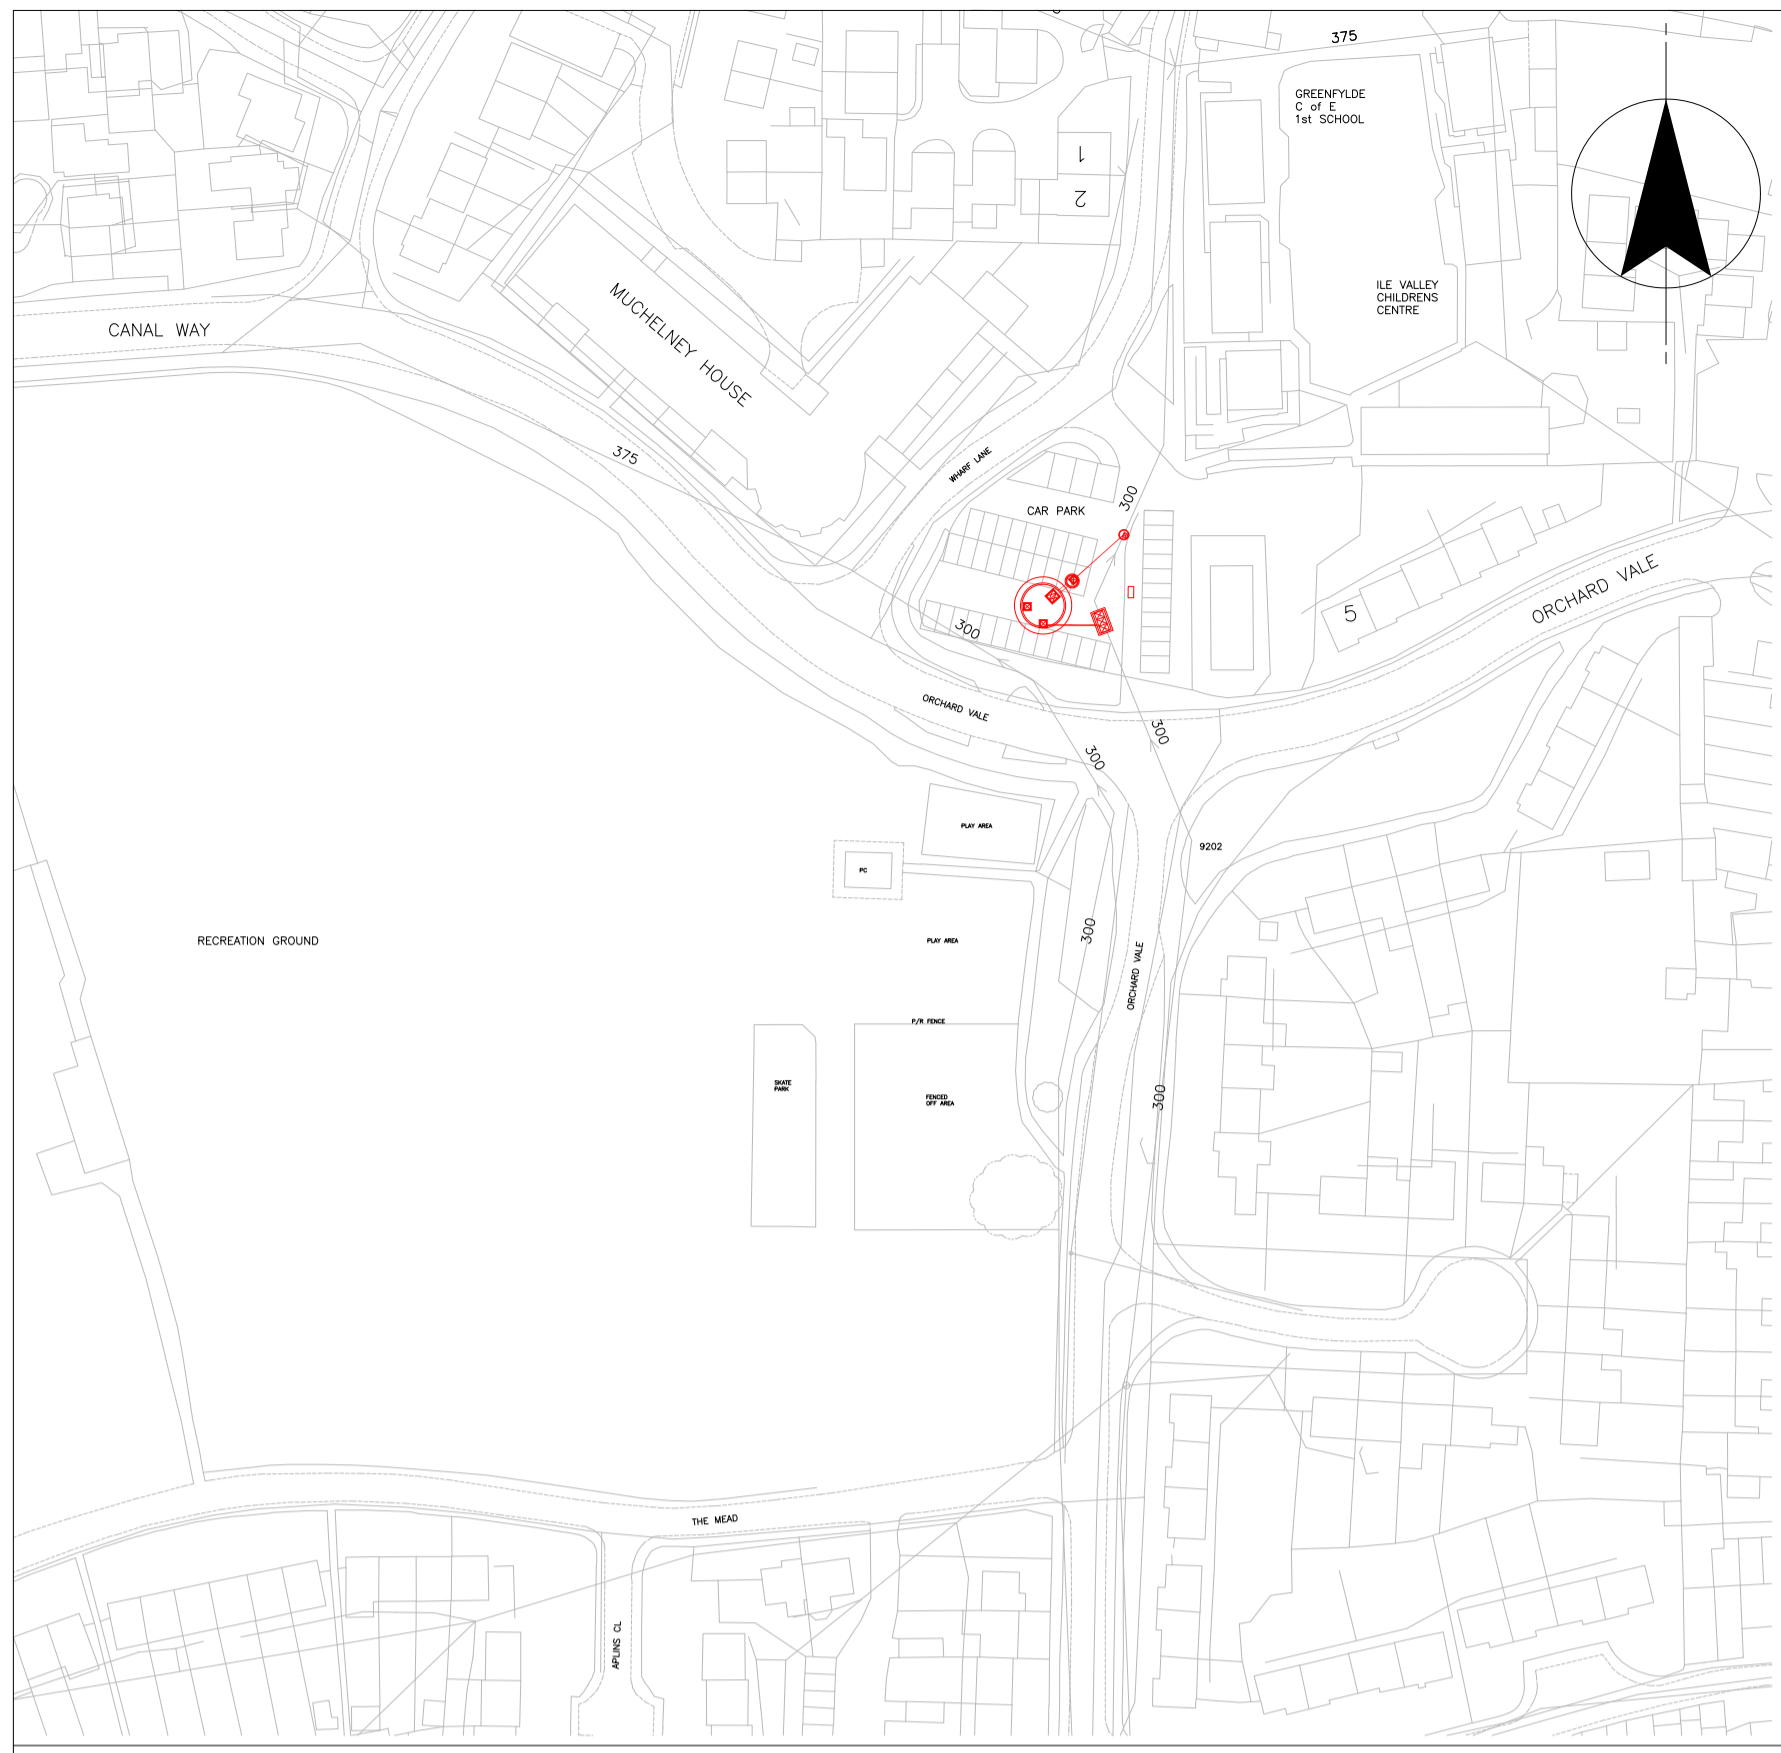 375
GREENFYLDE
C of E
1st SCHOOL
1
2
ILE VALLEY
CHILDRENS
CENTRE
CANAL WAY
MUCHELNEY HOUSE
375
WHARF LANE
300
CAR PARK
ORCHARD VALE
5
300
ORCHARD VALE
300
300
PLAY AREA
9202
PC
300
PLAY AREA
RECREATION GROUND
ORCHARD VALE
P/R FENCE
SKATE
PARK
FENCED
OFF AREA
300
THE MEAD
APLINS CL